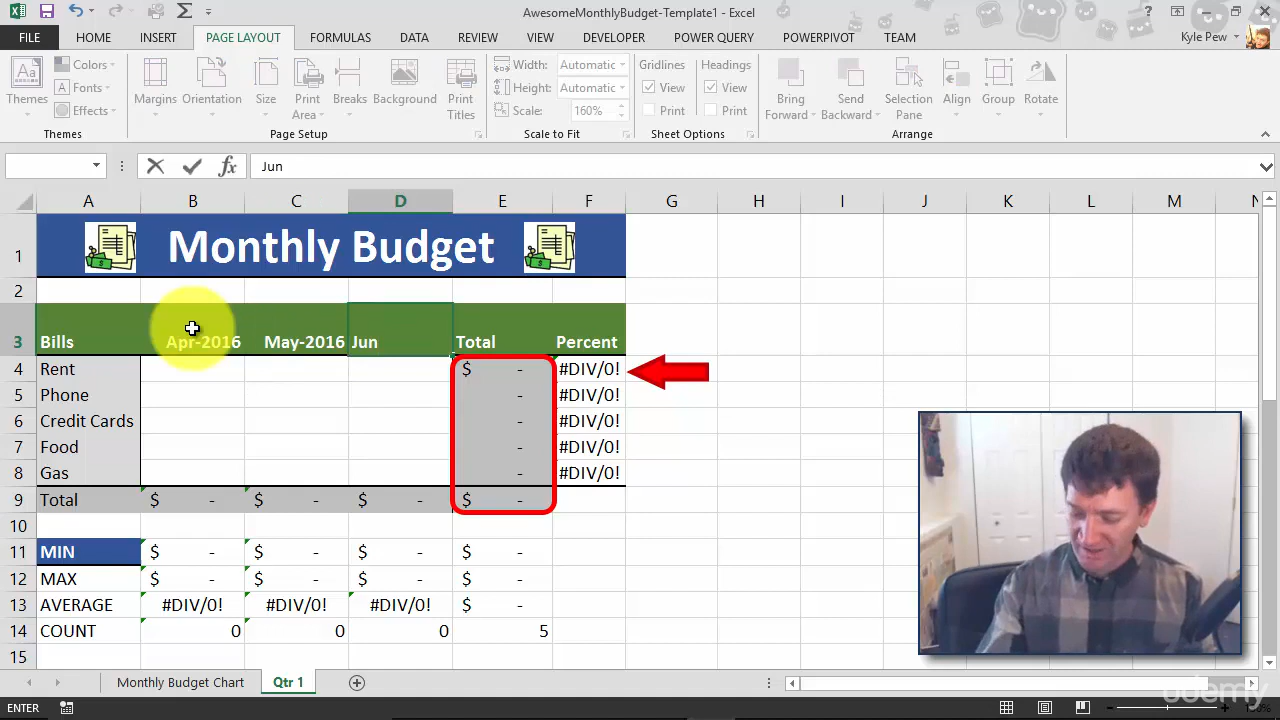 AwesomeMonthlyBudget-Template1 - Excel
FILE HOME INSERT PAGE LAYOUT FORMULAS DATA REVIEW VIEW DEVELOPER POWER QUERY POWERPIVOT TEAM Kyle Pew
Colors Width: Automatic Gridlines Headings
Fonts Height: Automatic View View
Effects Scale: 160% Print Print
Themes Margins Orientation Size Print Area Breaks Background Print Titles Bring Forward Send Backward Selection Pane Align Group Rotate
Themes Page Setup Scale to Fit Sheet Options Arrange
fx Jun
A B C D E F G H I J K L M N
1 Monthly Budget
2
3 Bills Apr-2016 May-2016 Jun Total Percent
4 Rent $ - #DIV/0!
5 Phone - #DIV/0!
6 Credit Cards - #DIV/0!
7 Food - #DIV/0!
8 Gas - #DIV/0!
9 Total $ - $ - $ - $ -
10
11 MIN $ - $ - $ - $ -
12 MAX $ - $ - $ - $ -
13 AVERAGE #DIV/0! #DIV/0! #DIV/0! $ -
14 COUNT 0 0 0 5
15
Monthly Budget Chart Qtr 1
ENTER
udemy